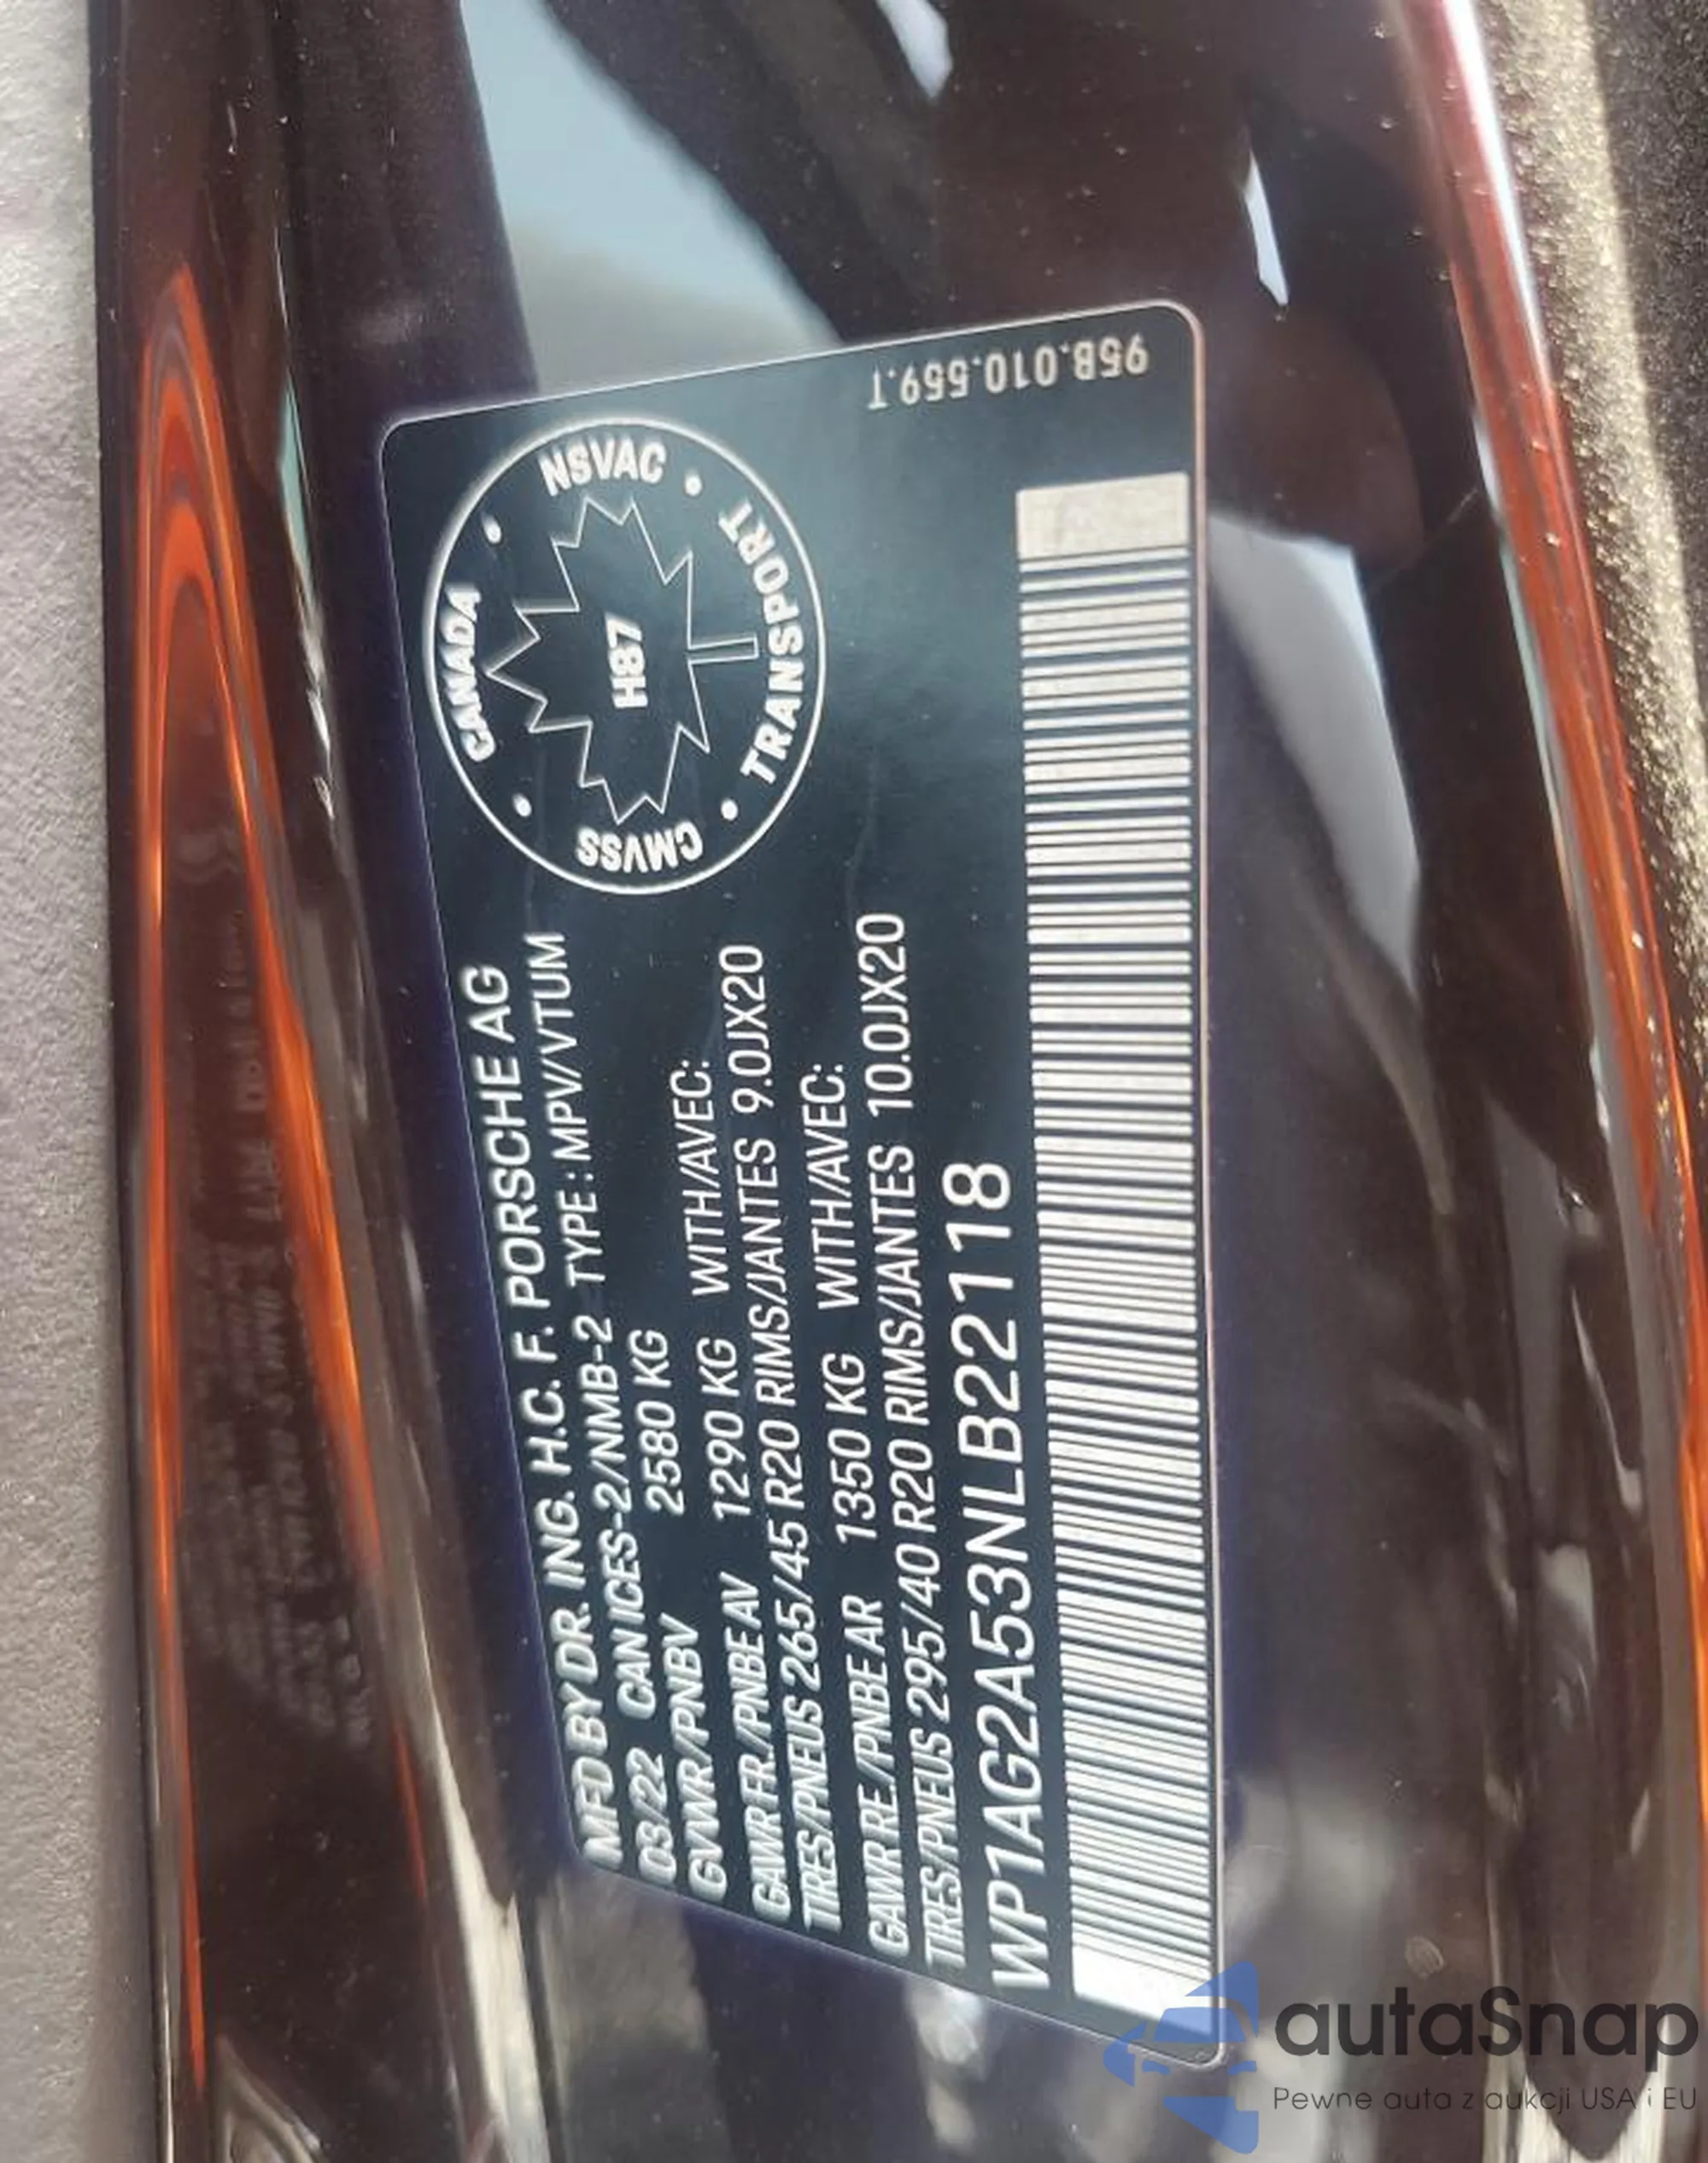 MFD BY DR. ING. H.C. F. PORSCHE AG
03/22 CAN ICES-2/NMB-2 TYPE: MPV/VTUM
GVWR/PNBV 2580 KG
GAWR FR./PNBE AV 1290 KG WITH/AVEC:
TIRES/PNEUS 265/45 R20 RIMS/JANTES 9.0JX20
GAWR RE./PNBE AR 1350 KG WITH/AVEC:
TIRES/PNEUS 295/40 R20 RIMS/JANTES 10.0JX20
WP1AG2A53NLB22118
CANADA
NSVAC
TRANSPORT
CMVSS
H87
95B.010.559.T
autaSnap
Pewne auta z aukcji USA i EU